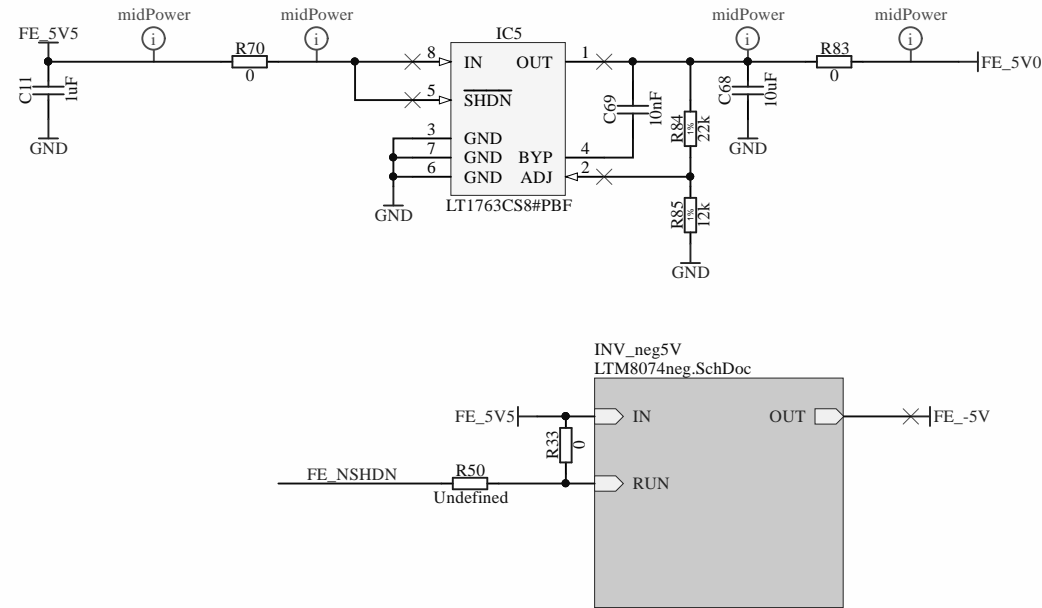 midPower
midPower
midPower
midPower
i
i
i
i
FE_5V5
R70
0
IC5
R83
0
FE_5V0
C11
1uF
GND
8
IN
OUT
1
5
SHDN
3
GND
7
GND
BYP
4
6
GND
ADJ
2
GND
LT1763CS8#PBF
C69
10nF
R84
1%
22k
C68
10uF
GND
R85
1%
12k
GND
INV_neg5V
LTM8074neg.SchDoc
FE_5V5
IN
OUT
FE_-5V
R33
0
FE_NSHDN
R50
Undefined
RUN